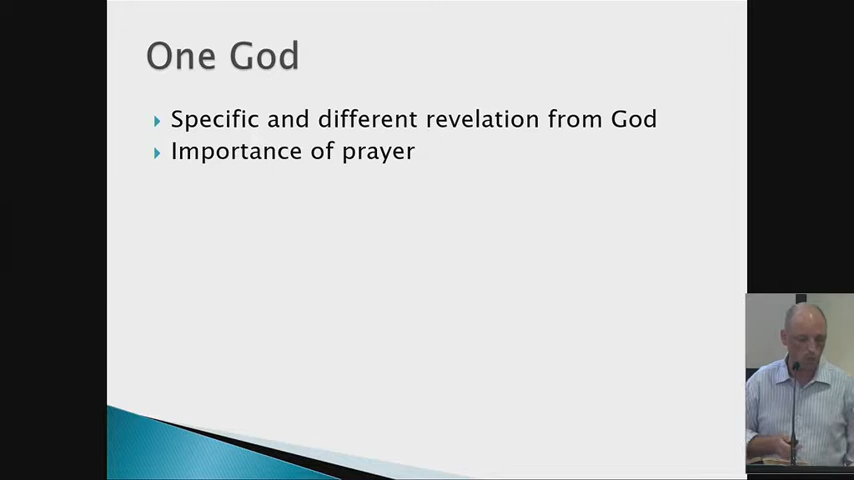 One God
Specific and different revelation from God
Importance of prayer